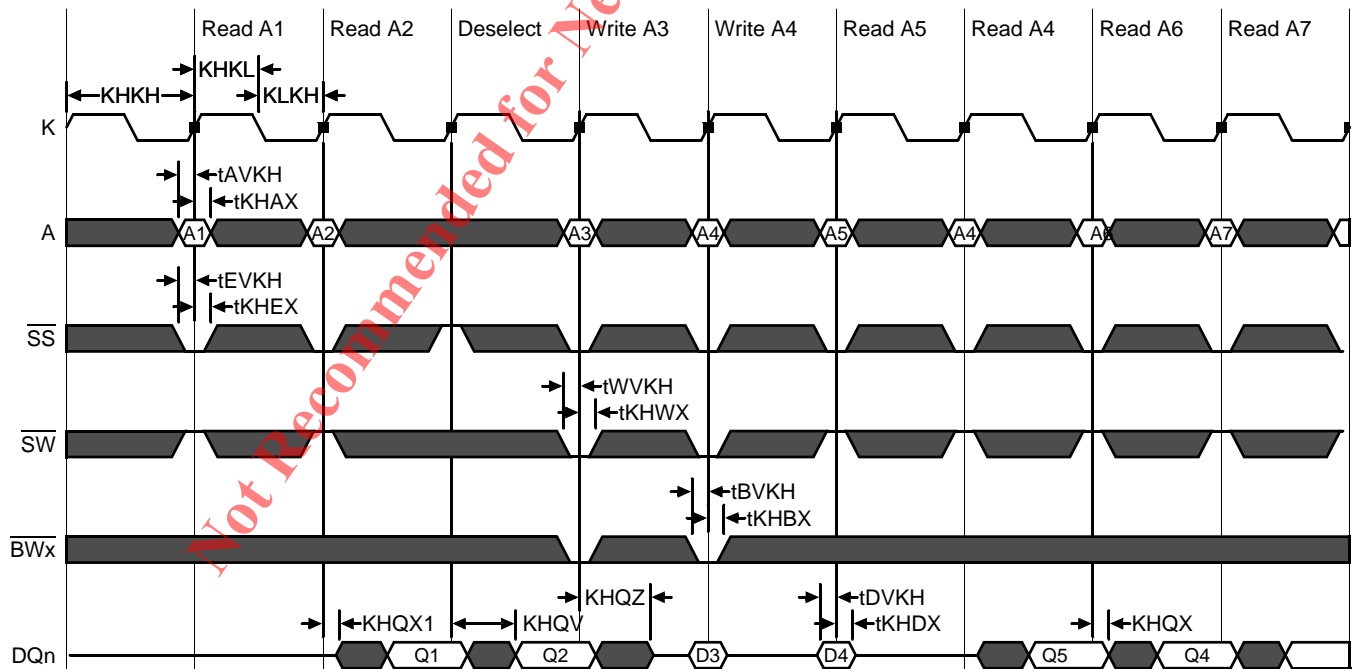 Read A1 Read A2 Deselect Write A3 Write A4 Read A5 Read A4 Read A6 Read A7
KHKL
KHKH KLKH
K
tAVKH
tKHAX
A A1 A2 A3 A4 A5 A4 A6 A7
tEVKH
tKHEX
SS
tWVKH
tKHWX
SW
tBVKH
tKHBX
BWx
KHQZ tDVKH
KHQX1 KHQV tKHDX KHQX
DQn Q1 Q2 D3 D4 Q5 Q4
Not Recommended for Ne